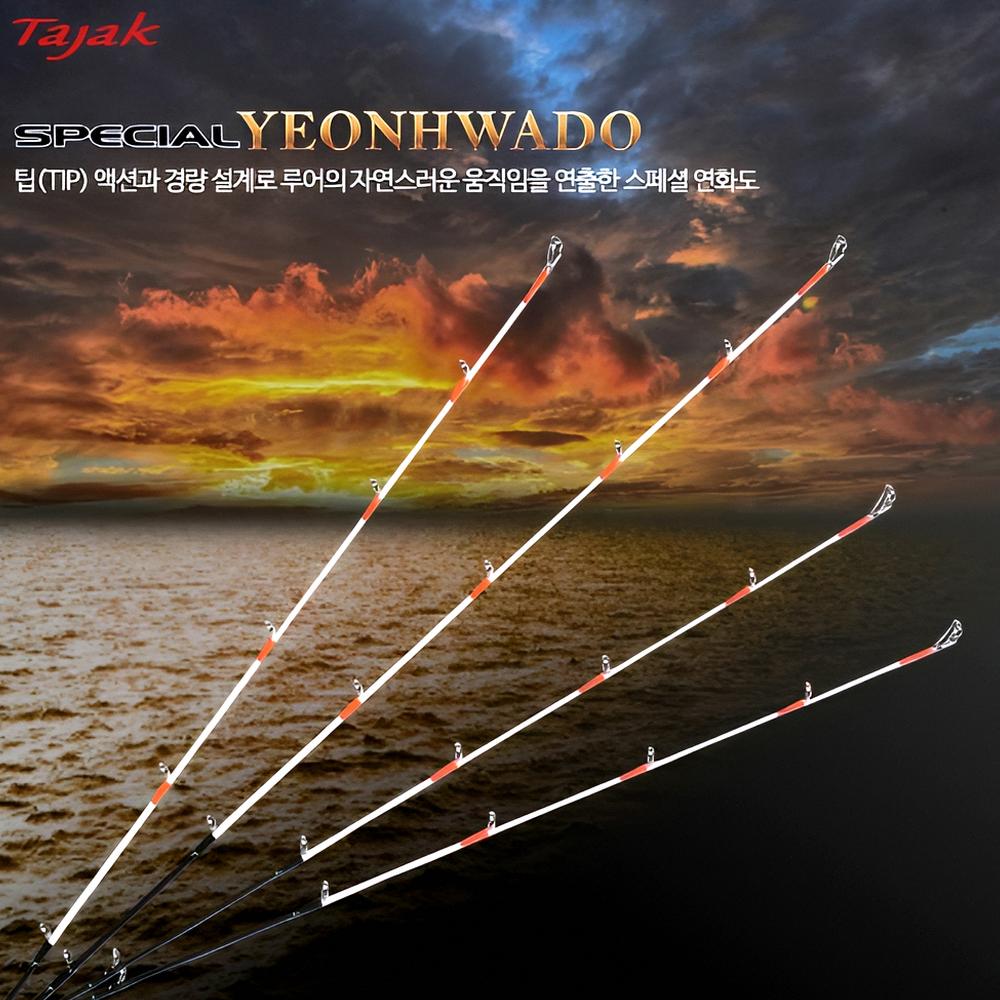 Tajak
SPECIAL YEONHWADO
팁(TIP) 액션과 경량 설계로 루어의 자연스러운 움직임을 연출한 스페셜 연화도